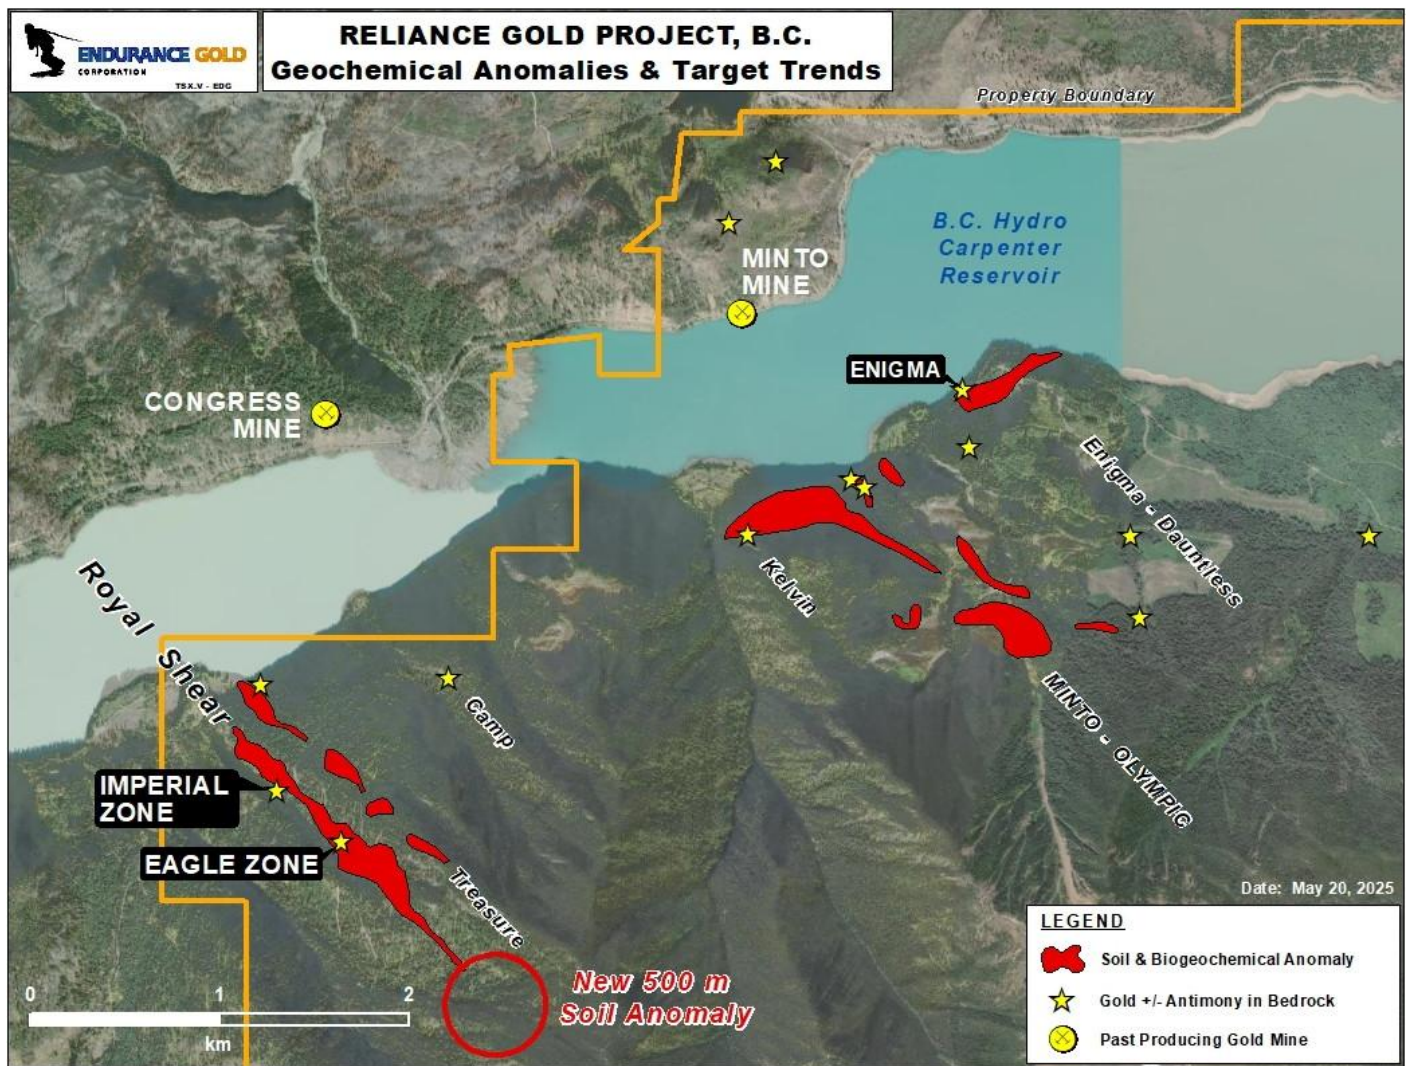 ENDURANCE GOLD
CORPORATION
TSX.V - EDG
RELIANCE GOLD PROJECT, B.C.
Geochemical Anomalies & Target Trends
Property Boundary
B.C. Hydro
Carpenter
Reservoir
MINTO
MINE
ENIGMA
CONGRESS
MINE
Enigma - Dauntless
Kelvin
Royal Shear
Camp
MINTO - OLYMPIC
IMPERIAL
ZONE
EAGLE ZONE
Treasure
Date: May 20, 2025
LEGEND
Soil & Biogeochemical Anomaly
Gold +/- Antimony in Bedrock
Past Producing Gold Mine
New 500 m
Soil Anomaly
0 1 2
km